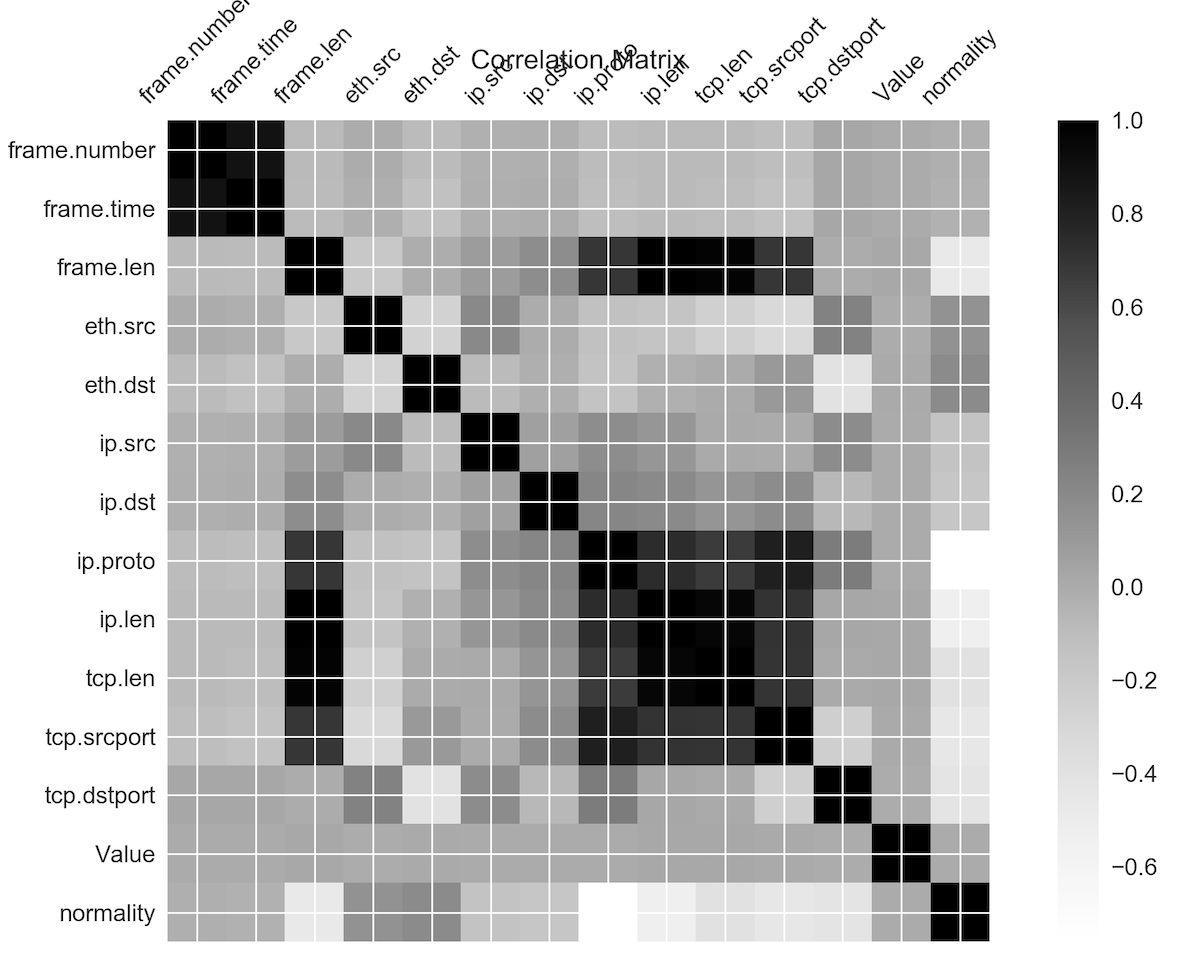 Correlation Matrix
frame.number
frame.time
frame.len
eth.src
eth.dst
ip.src
ip.dst
ip.proto
ip.len
tcp.len
tcp.srcport
tcp.dstport
Value
normality
frame.number
frame.time
frame.len
eth.src
eth.dst
ip.src
ip.dst
ip.proto
ip.len
tcp.len
tcp.srcport
tcp.dstport
Value
normality
1.0
0.8
0.6
0.4
0.2
0.0
−0.2
−0.4
−0.6